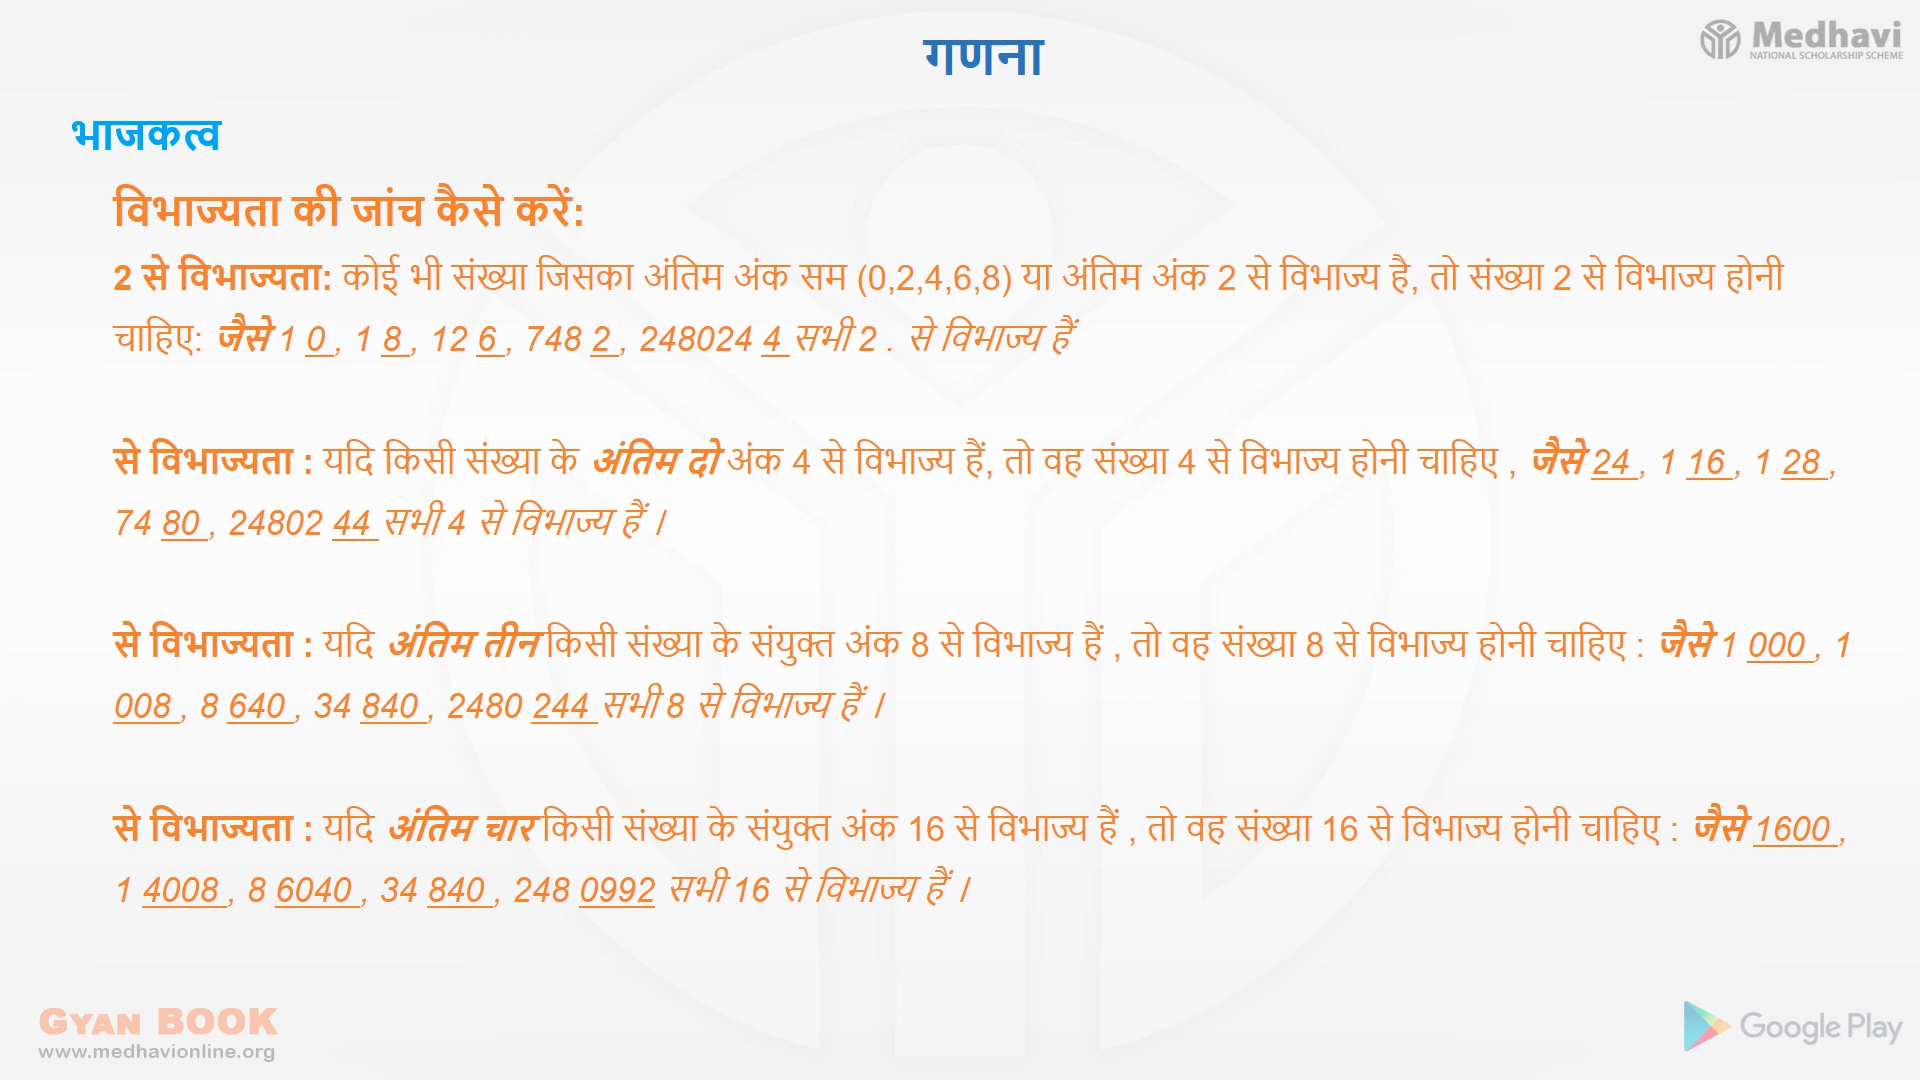 गणना
Medhavi
NATIONAL SCHOLARSHIP SCHEME
भाजकत्व
विभाज्यता की जांच कैसे करें:
2 से विभाज्यता: कोई भी संख्या जिसका अंतिम अंक सम (0,2,4,6,8) या अंतिम अंक 2 से विभाज्य है, तो संख्या 2 से विभाज्य होनी
चाहिए: जैसे 1 0 , 1 8 , 12 6 , 748 2 , 248024 4 सभी 2 . से विभाज्य हैं
से विभाज्यता : यदि किसी संख्या के अंतिम दो अंक 4 से विभाज्य हैं, तो वह संख्या 4 से विभाज्य होनी चाहिए , जैसे 24 , 1 16 , 1 28 ,
74 80 , 24802 44 सभी 4 से विभाज्य हैं ।
से विभाज्यता : यदि अंतिम तीन किसी संख्या के संयुक्त अंक 8 से विभाज्य हैं , तो वह संख्या 8 से विभाज्य होनी चाहिए : जैसे 1 000 , 1
008 , 8 640 , 34 840 , 2480 244 सभी 8 से विभाज्य हैं ।
से विभाज्यता : यदि अंतिम चार किसी संख्या के संयुक्त अंक 16 से विभाज्य हैं , तो वह संख्या 16 से विभाज्य होनी चाहिए : जैसे 1600 ,
1 4008 , 8 6040 , 34 840 , 248 0992 सभी 16 से विभाज्य हैं ।
GYAN BOOK
www.medhavionline.org
Google Play